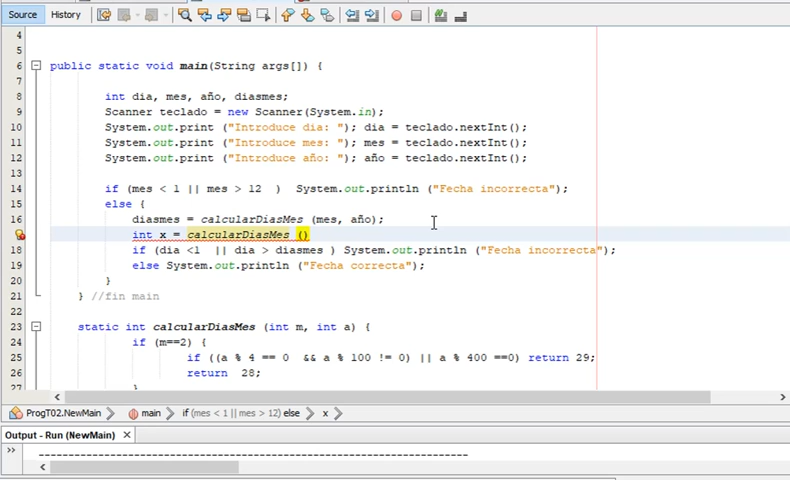 Source History
4
5
6 public static void main(String args[]) {
7
8 int dia, mes, año, diasmes;
9 Scanner teclado = new Scanner(System.in);
10 System.out.print ("Introduce dia: "); dia = teclado.nextInt();
11 System.out.print ("Introduce mes: "); mes = teclado.nextInt();
12 System.out.print ("Introduce año: "); año = teclado.nextInt();
13
14 if (mes < 1 || mes > 12 ) System.out.println ("Fecha incorrecta");
15 else {
16 diasmes = calcularDiasMes (mes, año);
int x = calcularDiasMes ()
18 if (dia <1 || dia > diasmes ) System.out.println ("Fecha incorrecta");
19 else System.out.println ("Fecha correcta");
20 }
21 } //fin main
22
23 static int calcularDiasMes (int m, int a) {
24 if (m==2) {
25 if ((a % 4 == 0 && a % 100 != 0) || a % 400 ==0) return 29;
26 return 28;
27 }
ProgT02.NewMain main if (mes < 1 || mes > 12) else x
Output - Run (NewMain) ×
>> ------------------------------------------------------------------------